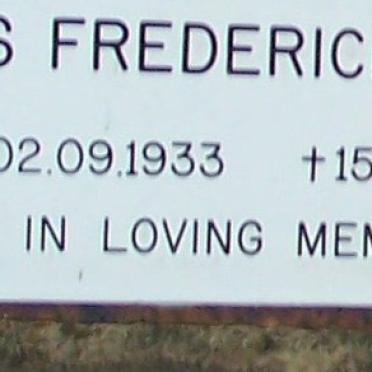 S FREDERIC
02.09.1933 †15
IN LOVING MEM